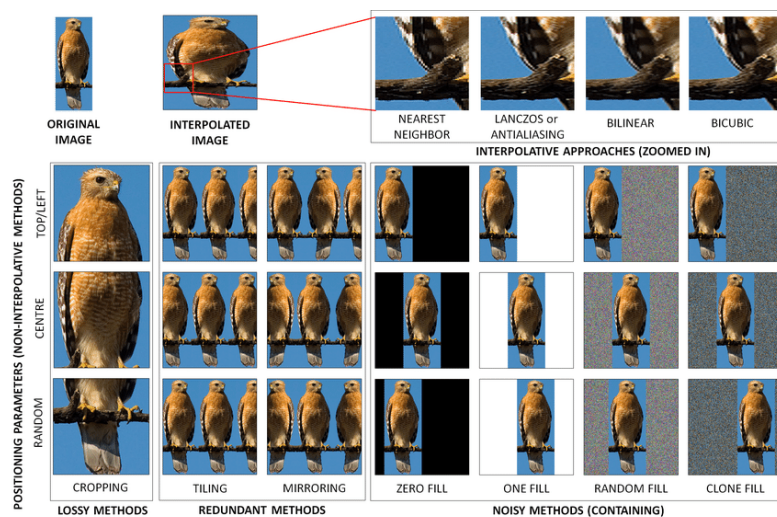 ORIGINAL
IMAGE
INTERPOLATED
IMAGE
NEAREST
NEIGHBOR
LANCZOS or
ANTIALIASING
BILINEAR
BICUBIC
INTERPOLATIVE APPROACHES (ZOOMED IN)
POSITIONING PARAMETERS (NON-INTERPOLATIVE METHODS)
TOP/LEFT
CENTRE
RANDOM
CROPPING
TILING
MIRRORING
ZERO FILL
ONE FILL
RANDOM FILL
CLONE FILL
LOSSY METHODS
REDUNDANT METHODS
NOISY METHODS (CONTAINING)